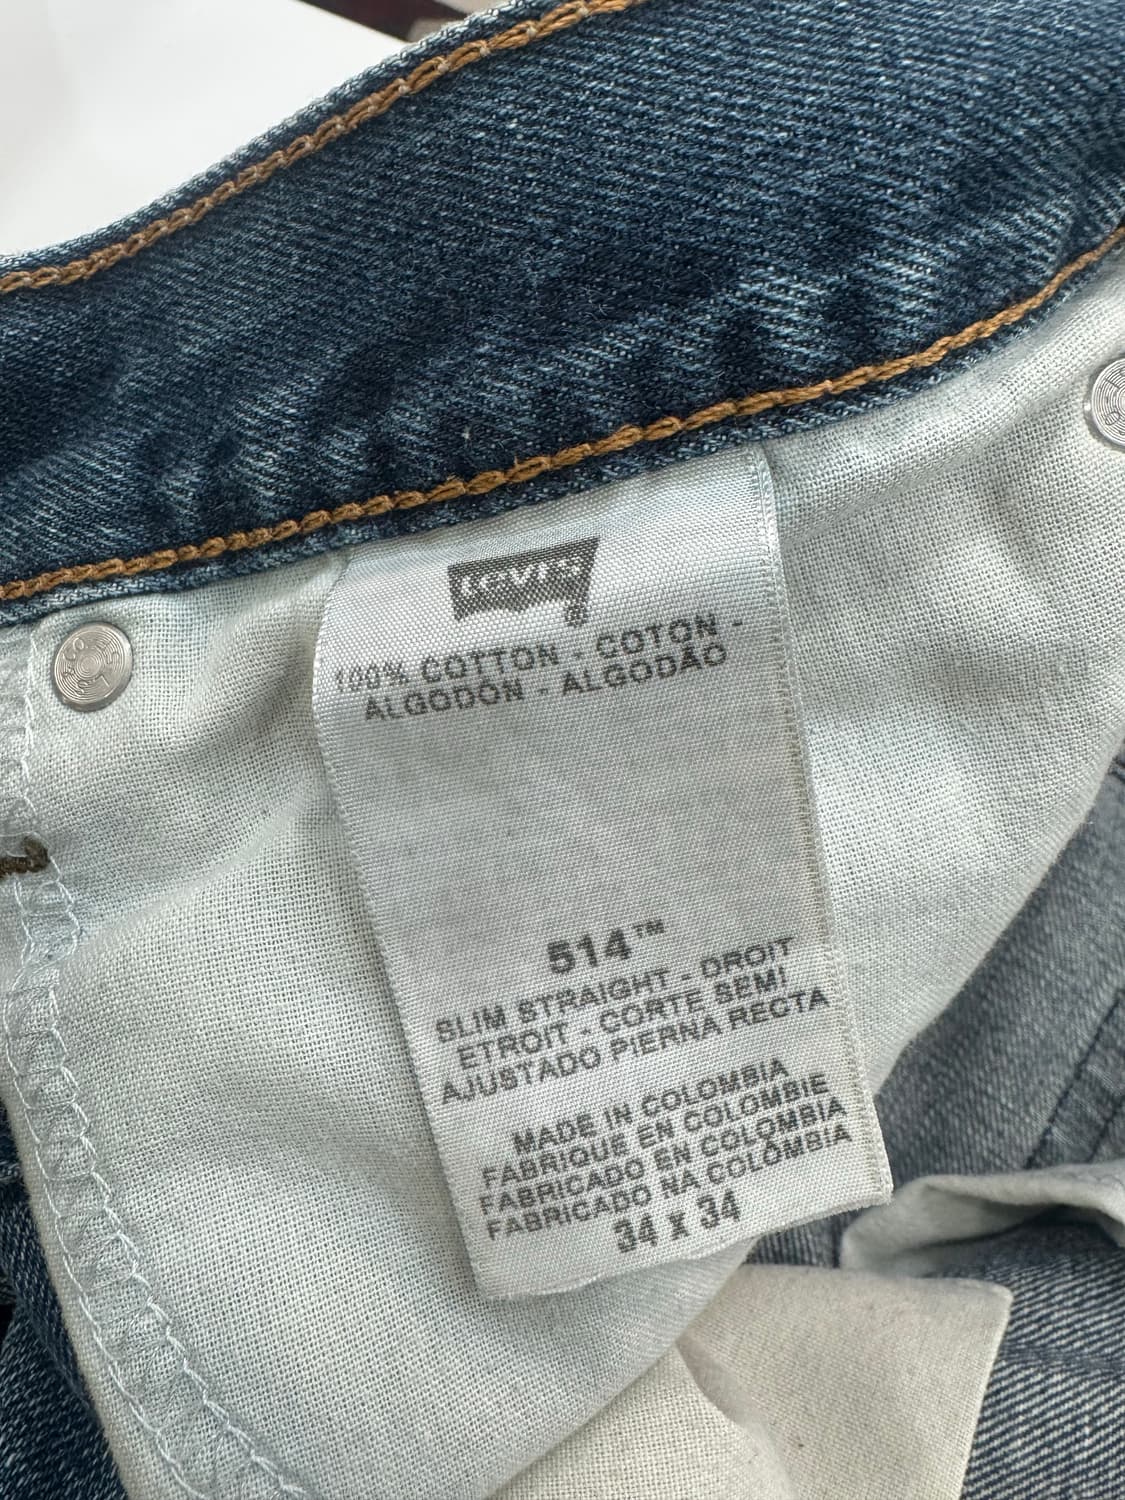 Levi's
100% COTTON - COTON -
ALGODÓN - ALGODÃO
514™
SLIM STRAIGHT - DROIT
ETROIT - CORTE SEMI
AJUSTADO PIERNA RECTA
MADE IN COLOMBIA
FABRIQUE EN COLOMBIE
FABRICADO EN COLOMBIA
FABRICADO NA COLÔMBIA
34 x 34